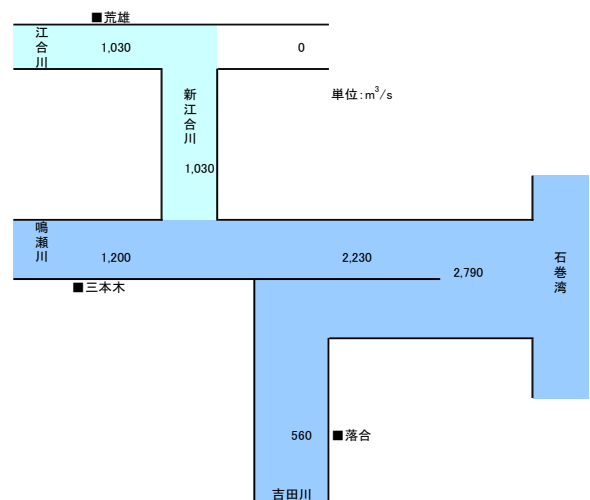 ■荒雄
江合川
1,030
0
新江合川
単位:m³/s
1,030
鳴瀬川
1,200
2,230
2,790
石巻湾
■三本木
560
■落合
吉田川